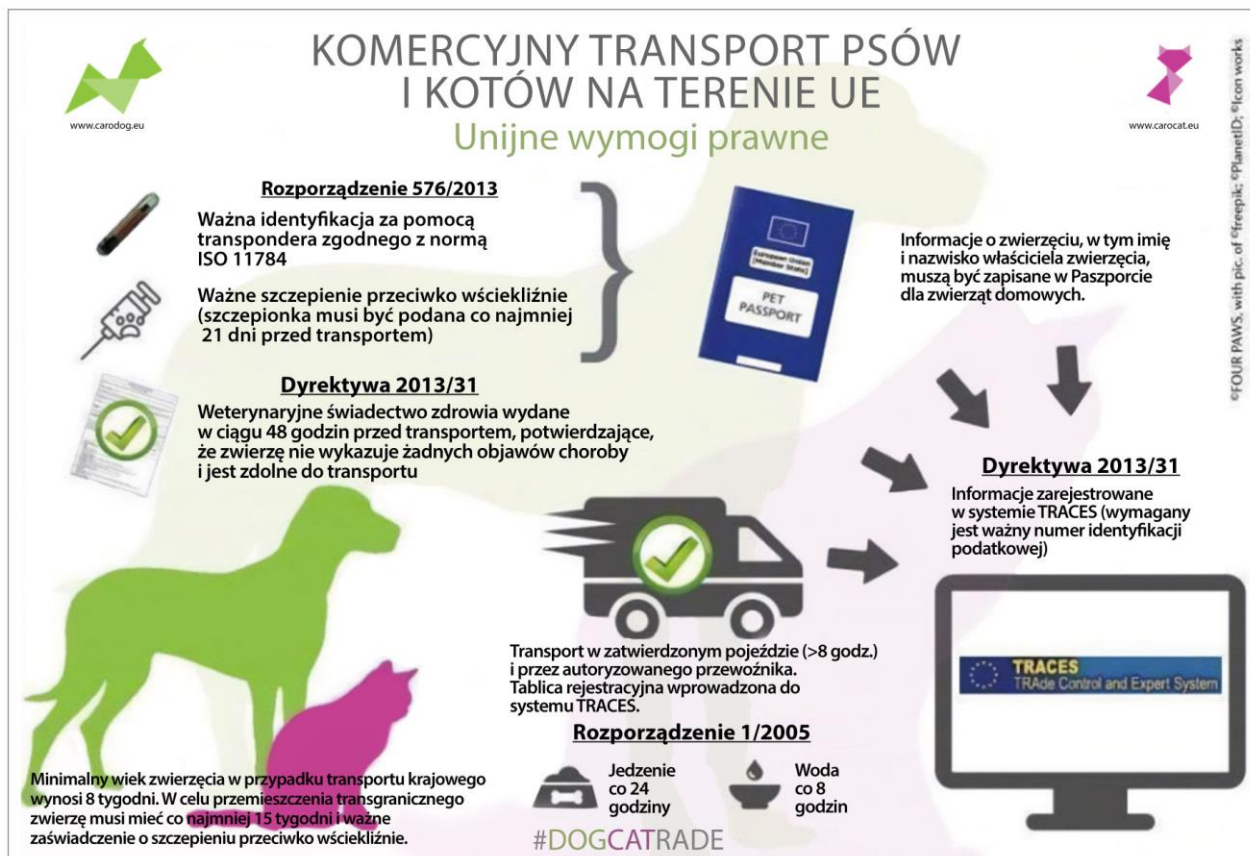 KOMERCYJNY TRANSPORT PSÓW
I KOTÓW NA TERENIE UE
Unijne wymogi prawne
www.carodog.eu
www.carocat.eu
©FOUR PAWS, with pic. of ©freepik; ©PlanetID; ©Icon works
Rozporządzenie 576/2013
Ważna identyfikacja za pomocą
transpondera zgodnego z normą
ISO 11784
Ważne szczepienie przeciwko wściekliźnie
(szczepionka musi być podana co najmniej
21 dni przed transportem)
European Union
[Member State]
PET
PASSPORT
Informacje o zwierzęciu, w tym imię
i nazwisko właściciela zwierzęcia,
muszą być zapisane w Paszporcie
dla zwierząt domowych.
Dyrektywa 2013/31
Weterynaryjne świadectwo zdrowia wydane
w ciągu 48 godzin przed transportem, potwierdzające,
że zwierzę nie wykazuje żadnych objawów choroby
i jest zdolne do transportu
Dyrektywa 2013/31
Informacje zarejestrowane
w systemie TRACES (wymagany
jest ważny numer identyfikacji
podatkowej)
TRACES
TRAde Control and Expert System
Transport w zatwierdzonym pojeździe (>8 godz.)
i przez autoryzowanego przewoźnika.
Tablica rejestracyjna wprowadzona do
systemu TRACES.
Rozporządzenie 1/2005
Jedzenie
co 24
godziny
Woda
co 8
godzin
Minimalny wiek zwierzęcia w przypadku transportu krajowego
wynosi 8 tygodni. W celu przemieszczenia transgranicznego
zwierzę musi mieć co najmniej 15 tygodni i ważne
zaświadczenie o szczepieniu przeciwko wściekliźnie.
#DOGCATRADE